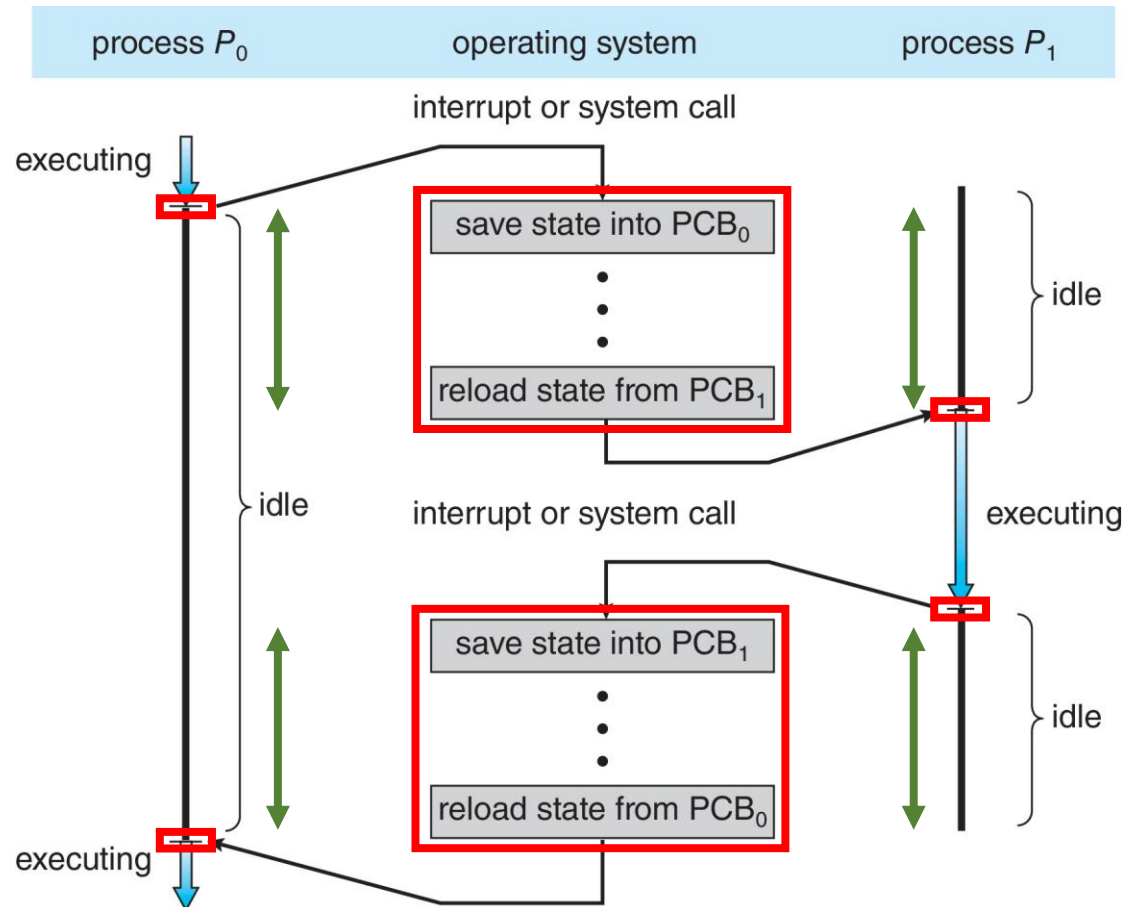 process P₀ operating system process P₁
interrupt or system call
executing
save state into PCB₀
idle
reload state from PCB₁
idle
interrupt or system call
executing
save state into PCB₁
idle
reload state from PCB₀
executing